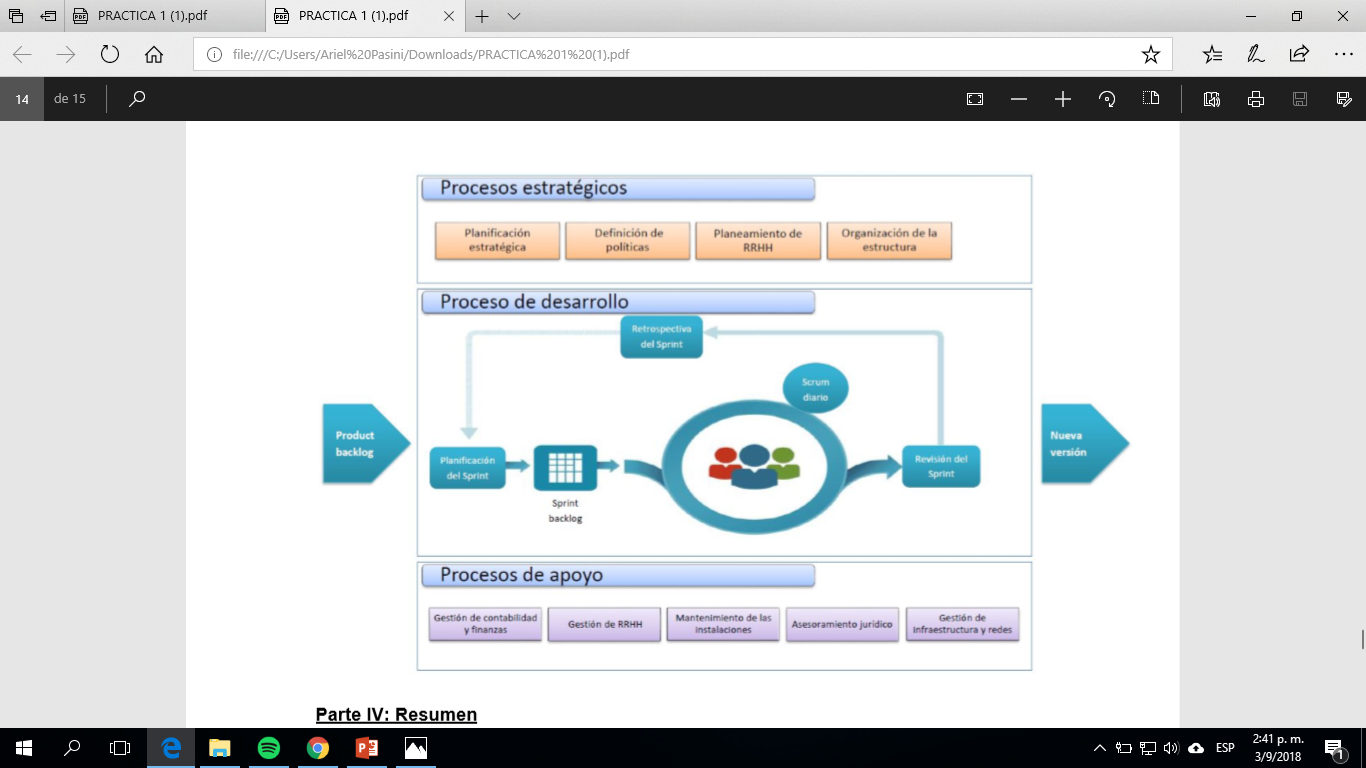 PRACTICA 1 (1).pdf
PRACTICA 1 (1).pdf
file:///C:/Users/Ariel%20Pasini/Downloads/PRACTICA%201%20(1).pdf
14
de 15
Procesos estratégicos
Planificación
estratégica
Definición de
políticas
Planeamiento de
RRHH
Organización de la
estructura
Proceso de desarrollo
Retrospectiva
del Sprint
Scrum
diario
Product
backlog
Planificación
del Sprint
Sprint
backlog
Revisión del
Sprint
Nueva
versión
Procesos de apoyo
Gestión de contabilidad
y finanzas
Gestión de RRHH
Mantenimiento de las
instalaciones
Asesoramiento jurídico
Gestión de
infraestructura y redes
Parte IV: Resumen
ESP
2:41 p. m.
3/9/2018
1